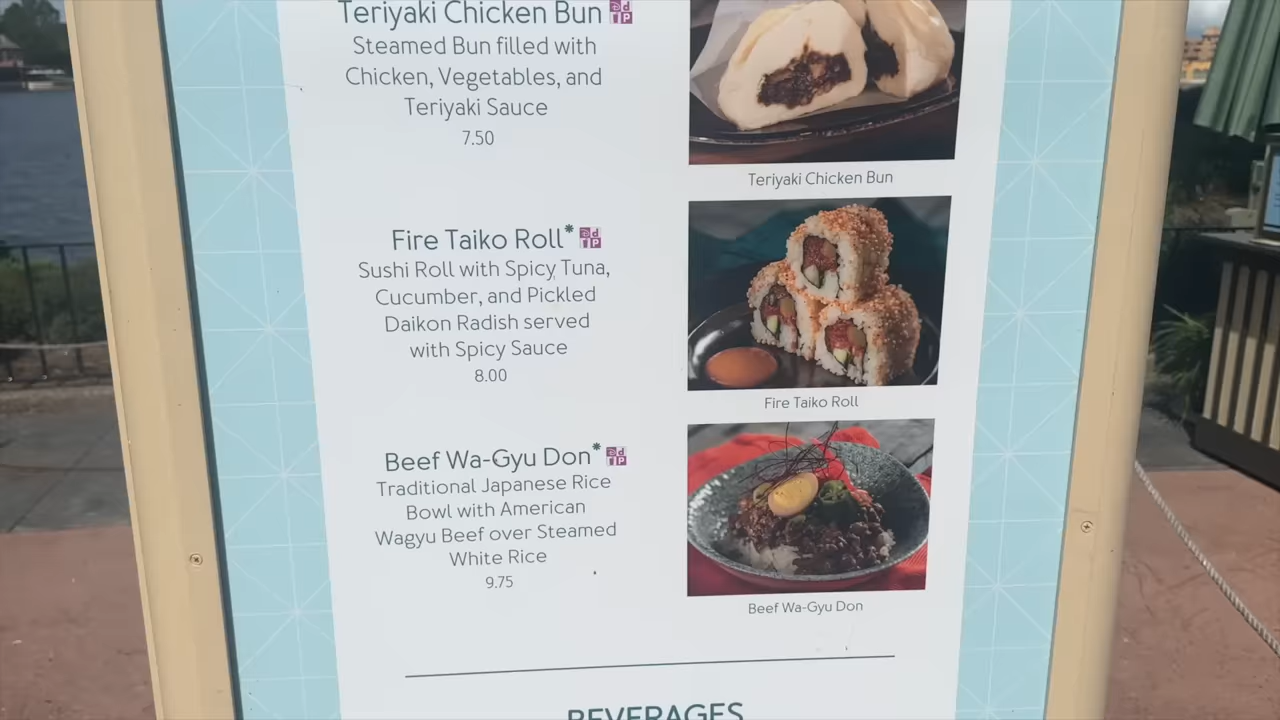 Teriyaki Chicken Bun
Steamed Bun filled with
Chicken, Vegetables, and
Teriyaki Sauce
7.50
Teriyaki Chicken Bun
Fire Taiko Roll*
Sushi Roll with Spicy Tuna,
Cucumber, and Pickled
Daikon Radish served
with Spicy Sauce
8.00
Fire Taiko Roll
Beef Wa-Gyu Don*
Traditional Japanese Rice
Bowl with American
Wagyu Beef over Steamed
White Rice
9.75
Beef Wa-Gyu Don
BEVERAGES